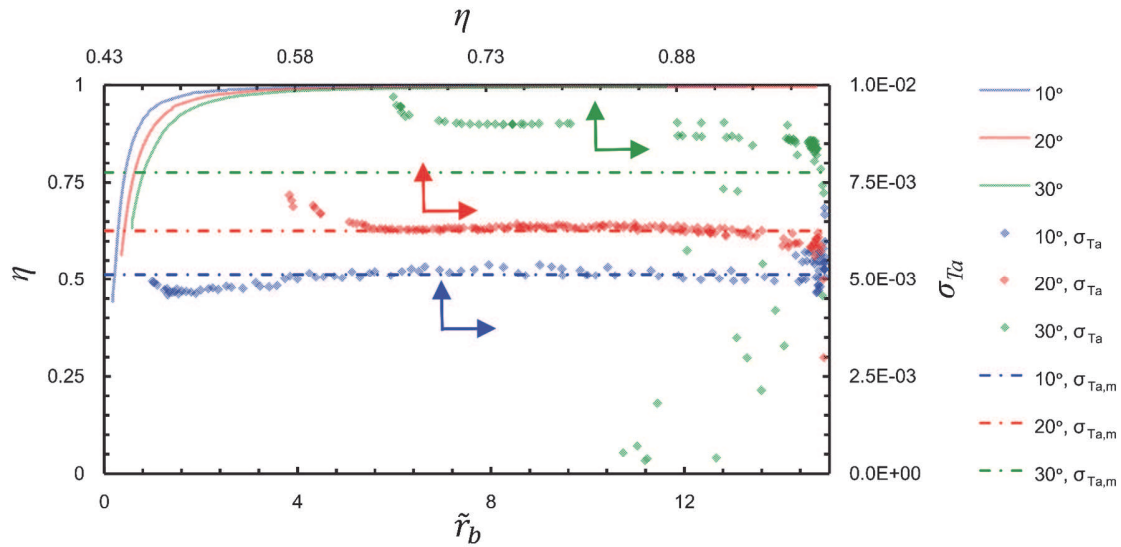 η
0.43 0.58 0.73 0.88
1 1.0E-02
0.75 7.5E-03
0.5 5.0E-03
0.25 2.5E-03
0 0.0E+00
η
σ_Ta
0 4 8 12
r̃_b
10º
20º
30º
10º, σ_Ta
20º, σ_Ta
30º, σ_Ta
10º, σ_Ta,m
20º, σ_Ta,m
30º, σ_Ta,m